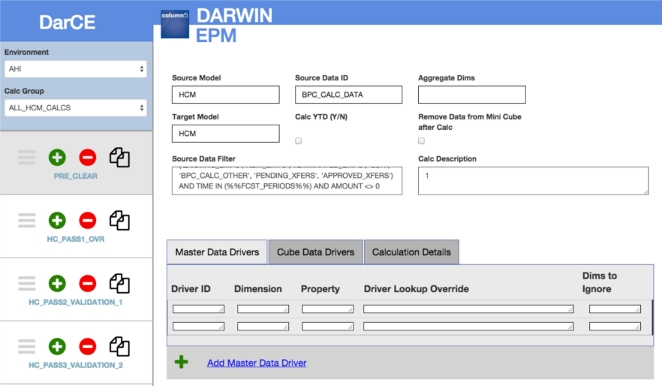 DarCE
column5
DARWIN
EPM
Environment
AHI
Calc Group
ALL_HCM_CALCS
PRE_CLEAR
HC_PASS1_OVR
HC_PASS2_VALIDATION_1
HC_PASS3_VALIDATION_2
Source Model
Source Data ID
Aggregate Dims
HCM
BPC_CALC_DATA
Target Model
Calc YTD (Y/N)
Remove Data from Mini Cube
after Calc
HCM
Source Data Filter
Calc Description
'BPC_CALC_OTHER', 'PENDING_XFERS', 'APPROVED_XFERS')
AND TIME IN (%%FCST_PERIODS%%) AND AMOUNT <> 0
1
Master Data Drivers
Cube Data Drivers
Calculation Details
Driver ID
Dimension
Property
Driver Lookup Override
Dims to
Ignore
Add Master Data Driver